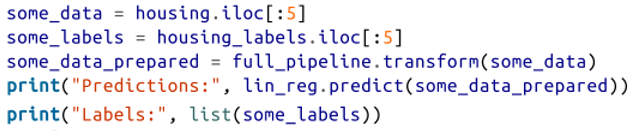 some_data = housing.iloc[:5]
some_labels = housing_labels.iloc[:5]
some_data_prepared = full_pipeline.transform(some_data)
print("Predictions:", lin_reg.predict(some_data_prepared))
print("Labels:", list(some_labels))